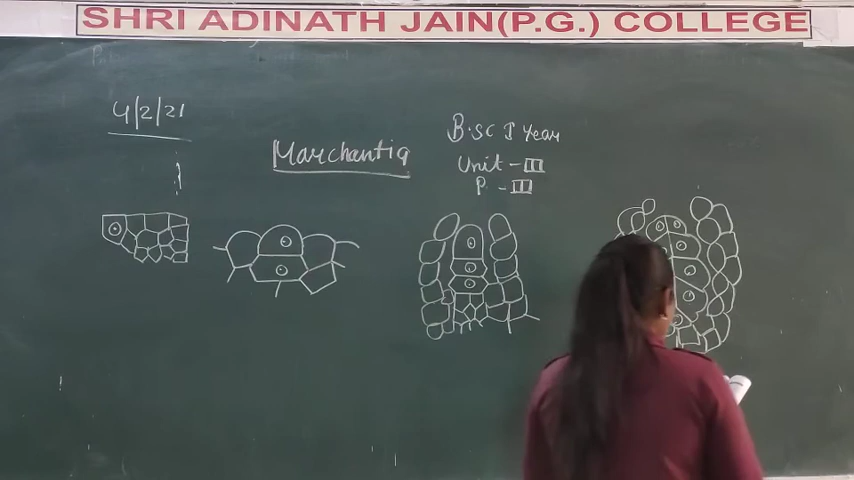 SHRI ADINATH JAIN(P.G.) COLLEGE
4/2/21
Marchantia
B.SC I Year
Unit - III
P. - III